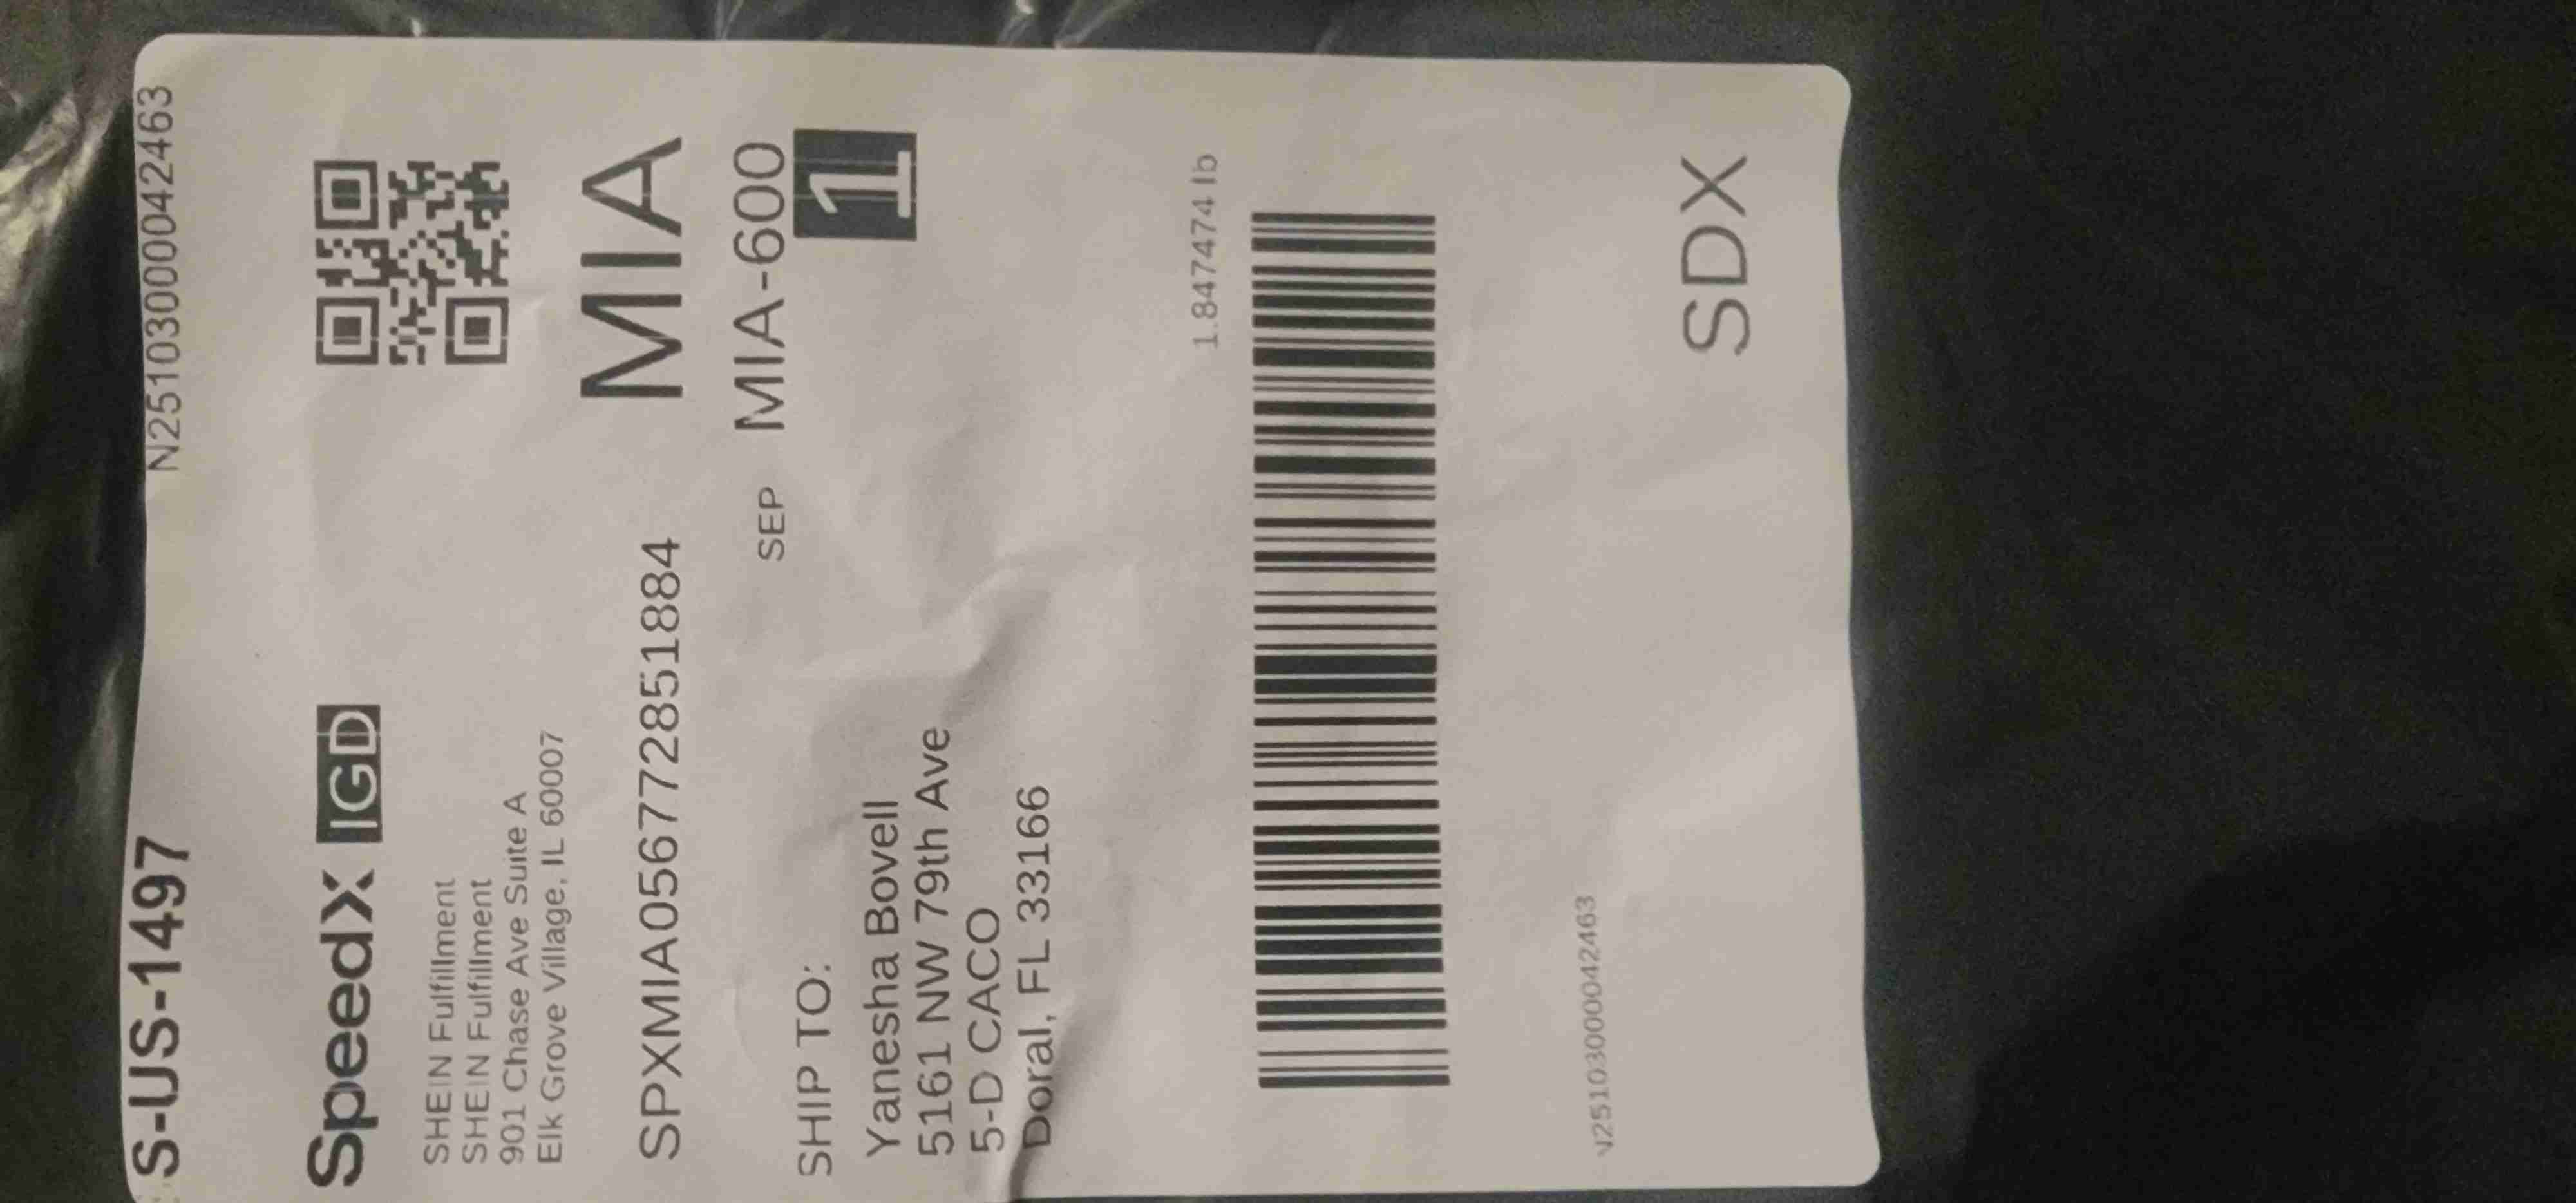 S-US-1497
N251030000042463
SpeedX IGD
SHEIN Fulfillment
SHEIN Fulfillment
901 Chase Ave Suite A
Elk Grove Village, IL 60007
SPXMIA056772851884
MIA
SEP MIA-600
1
SHIP TO:
Yanesha Bovell
5161 NW 79th Ave
5-D CACO
Doral, FL 33166
1.847474 lb
N251030000042463
SDX